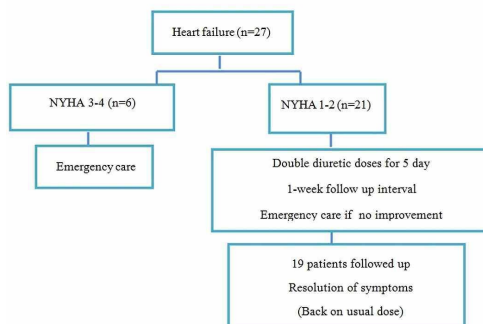 Heart failure (n=27)
NYHA 3-4 (n=6)
NYHA 1-2 (n=21)
Emergency care
Double diuretic doses for 5 day
1-week follow up interval
Emergency care if no improvement
19 patients followed up
Resolution of symptoms
(Back on usual dose)